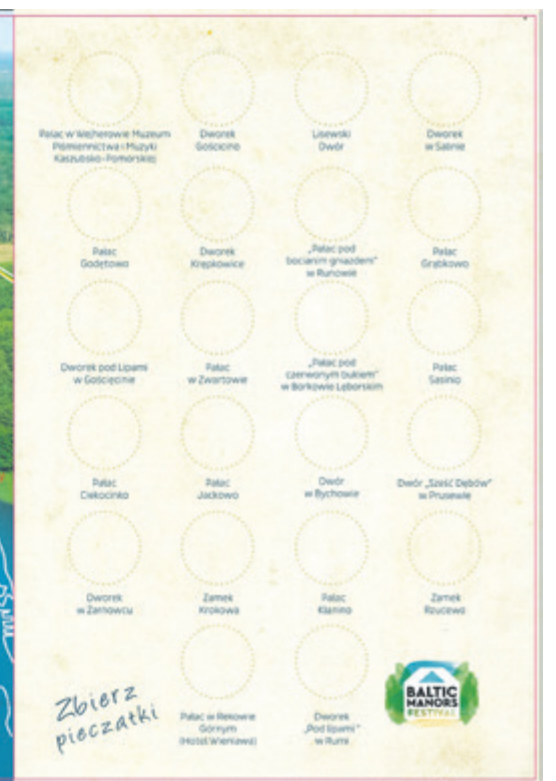 Pałac w Wejherowie Muzeum
Piśmiennictwa i Muzyki
Kaszubsko-Pomorskiej
Dworek
Gościcino
Lisewski
Dwór
Dworek
w Salinie
Pałac
Godętowo
Dworek
Krępkowice
„Pałac pod
bocianim gniazdem”
w Runowie
Pałac
Grąbkowo
Dworek pod Lipami
w Gościęcinie
Pałac
w Zwartowie
„Pałac pod
czerwonym bukiem”
w Borkowie Lęborskim
Pałac
Sasino
Pałac
Ciekocinko
Pałac
Jackowo
Dwór
w Bychowie
Dwór „Sześć Dębów”
w Prusewie
Dworek
w Żarnowcu
Zamek
Krokowa
Pałac
Kłanino
Zamek
Rzucewo
Zbierz
pieczątki
Pałac w Rekowie
Górnym
(Hotel Wieniawa)
Dworek
„Pod lipami”
w Rumi
BALTIC
MANORS
FESTIVAL